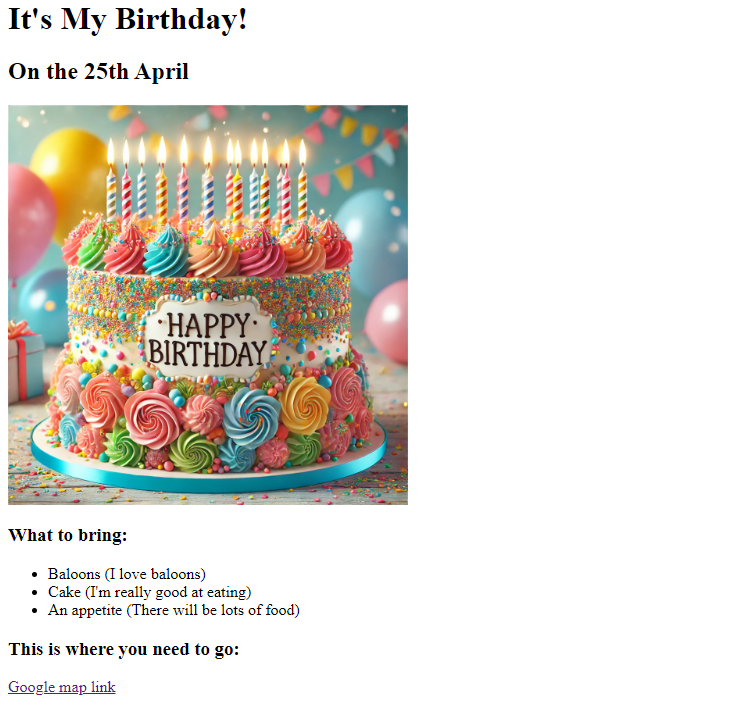 It's My Birthday!
On the 25th April
·HAPPY·
BIRTHDAY
What to bring:
• Baloons (I love baloons)
• Cake (I'm really good at eating)
• An appetite (There will be lots of food)
This is where you need to go:
Google map link